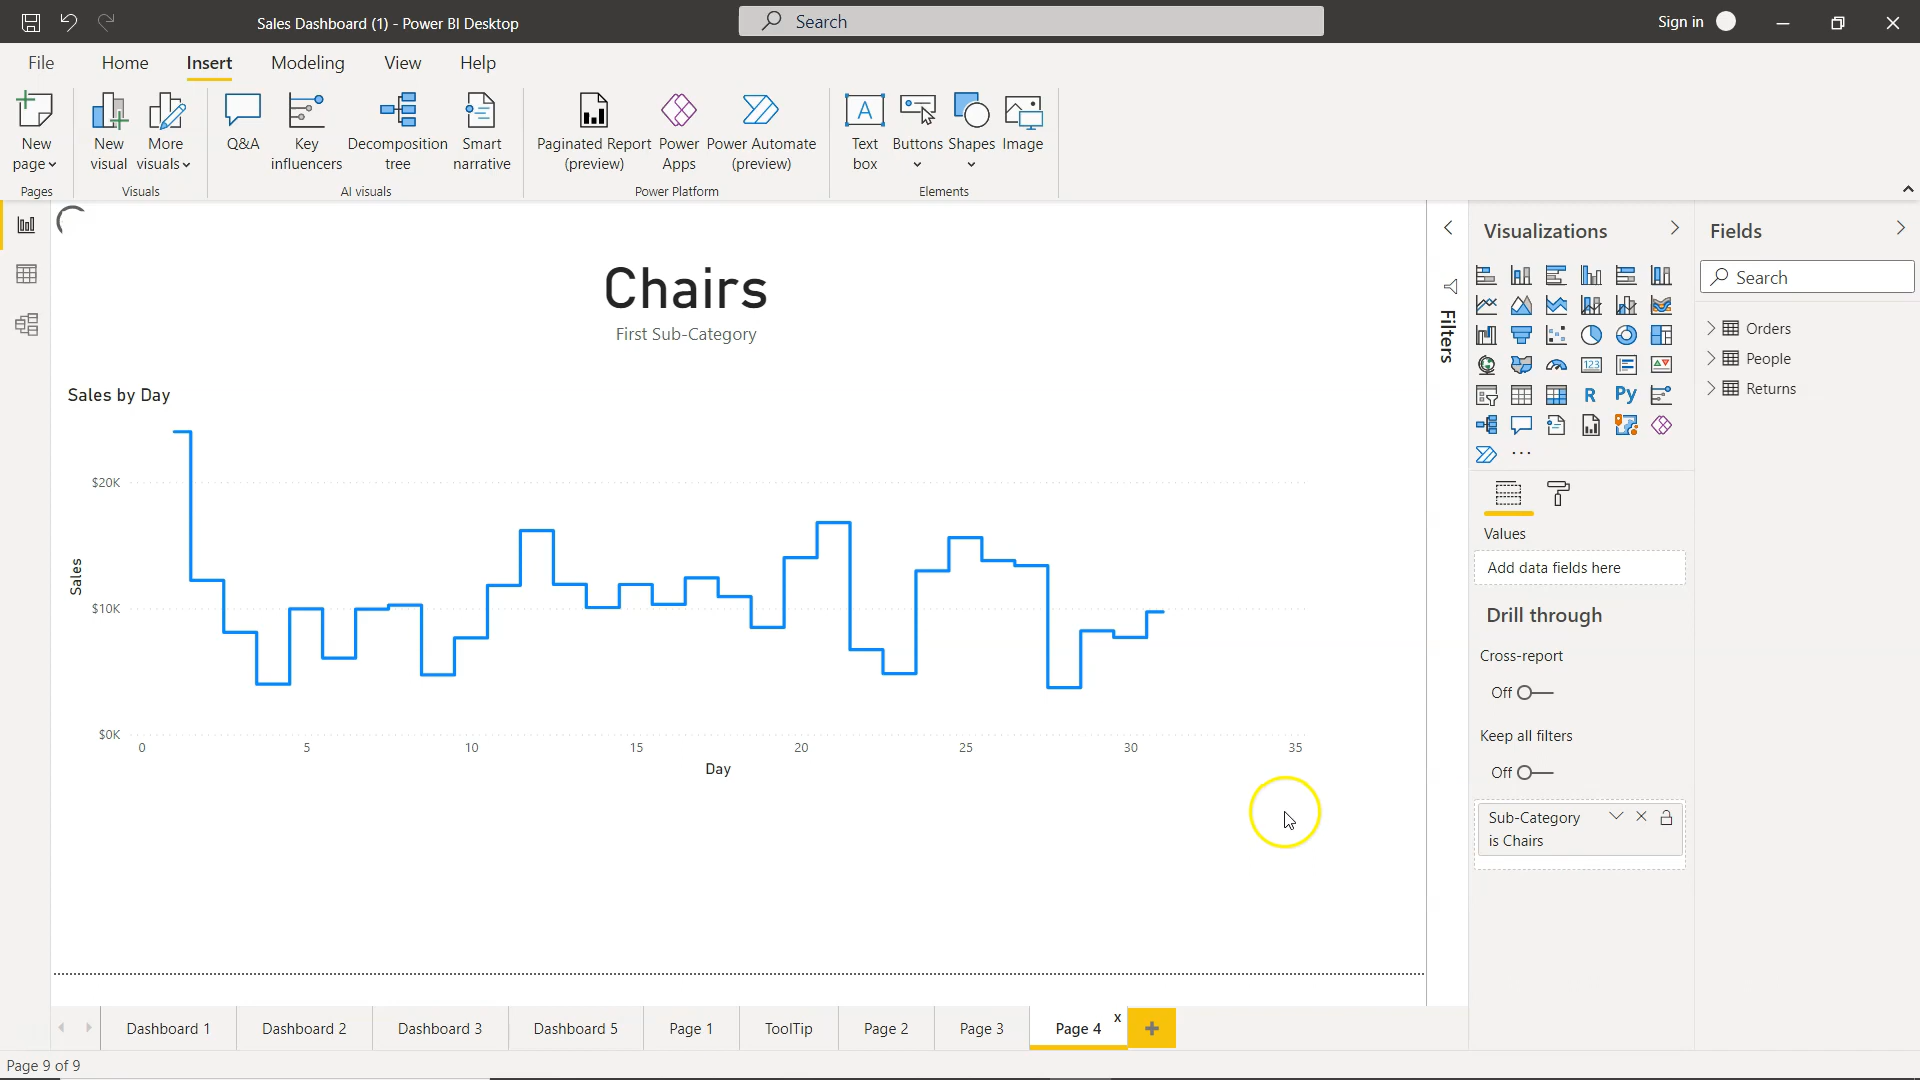 Sales Dashboard (1) - Power BI Desktop
Search
Sign in
File
Home
Insert
Modeling
View
Help
New
page
New
visual
More
visuals
Q&A
Key
influencers
Decomposition
tree
Smart
narrative
Paginated Report
(preview)
Power
Apps
Power Automate
(preview)
A
Text
box
Buttons
Shapes
Image
Pages
Visuals
AI visuals
Power Platform
Elements
Chairs
First Sub-Category
Sales by Day
$20K
$10K
$0K
Sales
0
5
10
15
20
25
30
35
Day
Filters
Visualizations
123
R
Py
Values
Add data fields here
Drill through
Cross-report
Off
Keep all filters
Off
Sub-Category
is Chairs
Fields
Search
Orders
People
Returns
Dashboard 1
Dashboard 2
Dashboard 3
Dashboard 5
Page 1
ToolTip
Page 2
Page 3
Page 4
x
Page 9 of 9